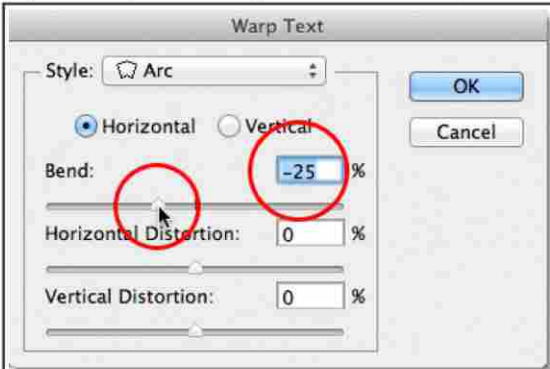 Warp Text
Style: Arc
OK
Horizontal Vertical
Cancel
Bend: -25 %
Horizontal Distortion: 0 %
Vertical Distortion: 0 %